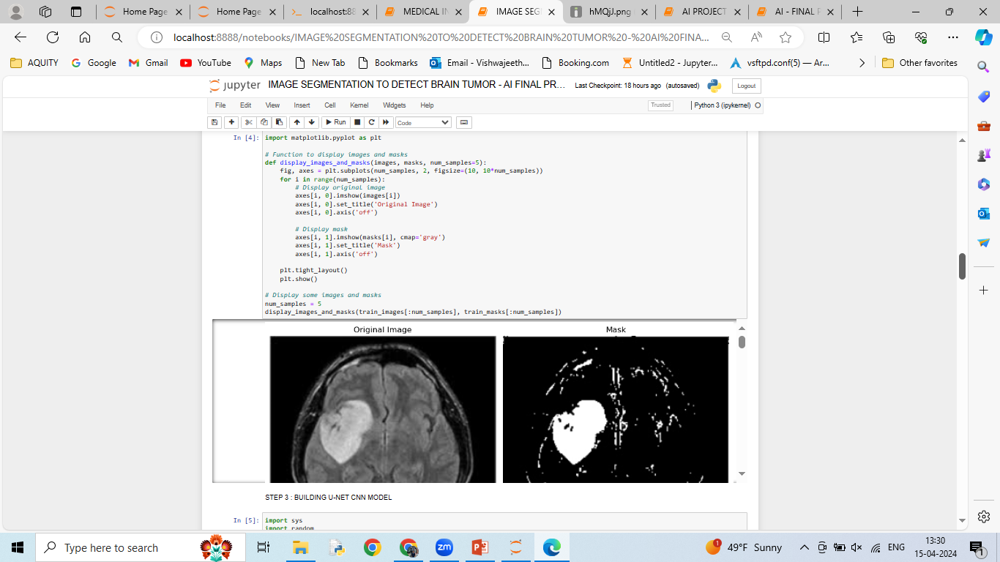 Home Page
Home Page
localhost:88
MEDICAL IN
IMAGE SEG
hMQjJ.png
AI PROJECT
AI - FINAL P
localhost:8888/notebooks/IMAGE%20SEGMENTATION%20TO%20DETECT%20BRAIN%20TUMOR%20-%20AI%20FINA...
AQUITY
Google
Gmail
YouTube
Maps
New Tab
Bookmarks
Email - Vishwajeeth...
Booking.com
Untitled2 - Jupyter...
vsftpd.conf(5) — Ar...
Other favorites
jupyter IMAGE SEGMENTATION TO DETECT BRAIN TUMOR - AI FINAL PR... Last Checkpoint: 18 hours ago (autosaved)
Logout
File Edit View Insert Cell Kernel Widgets Help
Trusted
Python 3 (ipykernel)
Run
Code
In [4]: import matplotlib.pyplot as plt
# Function to display images and masks
def display_images_and_masks(images, masks, num_samples=5):
fig, axes = plt.subplots(num_samples, 2, figsize=(10, 10*num_samples))
for i in range(num_samples):
# Display original image
axes[i, 0].imshow(images[i])
axes[i, 0].set_title('Original Image')
axes[i, 0].axis('off')
# Display mask
axes[i, 1].imshow(masks[i], cmap='gray')
axes[i, 1].set_title('Mask')
axes[i, 1].axis('off')
plt.tight_layout()
plt.show()
# Display some images and masks
num_samples = 5
display_images_and_masks(train_images[:num_samples], train_masks[:num_samples])
Original Image
Mask
STEP 3 : BUILDING U-NET CNN MODEL
In [5]: import sys
import random
Type here to search
zm
1
49°F Sunny
ENG
13:30
15-04-2024
1